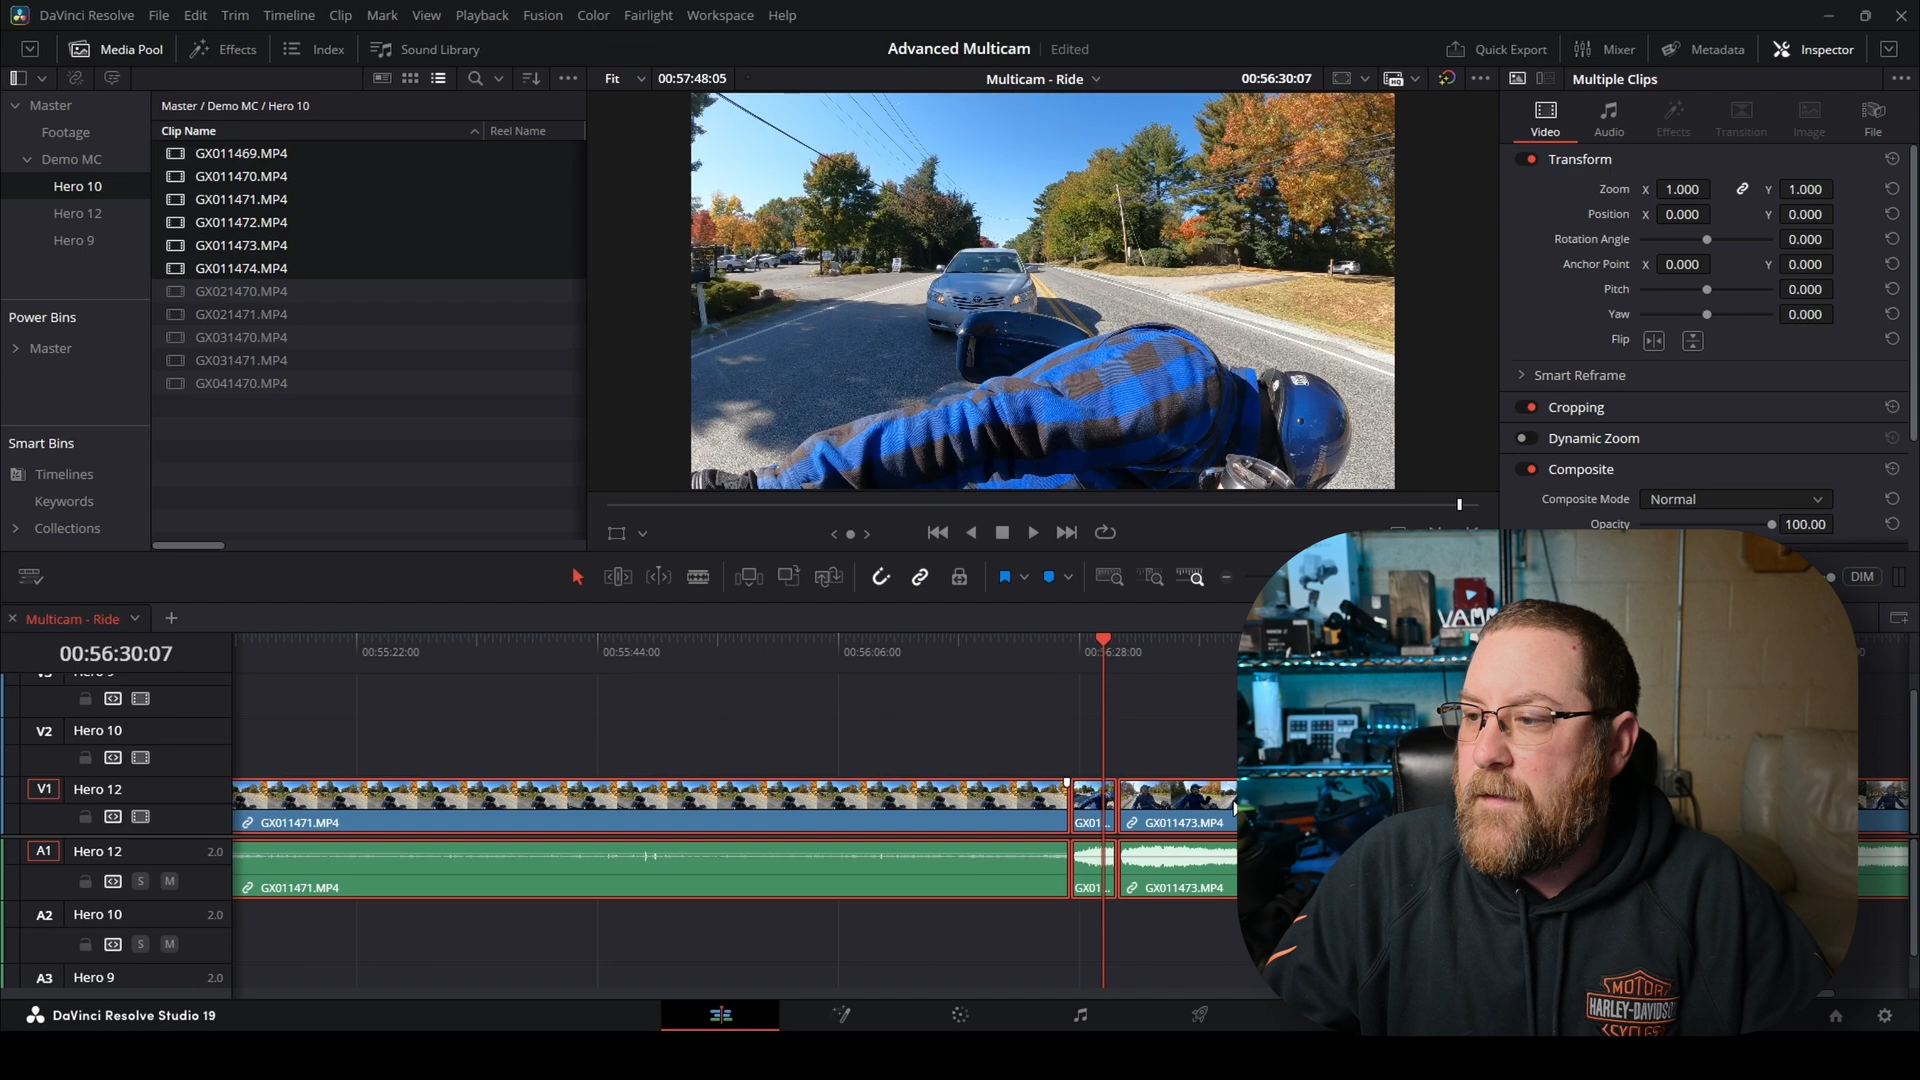 DaVinci Resolve File Edit Trim Timeline Clip Mark View Playback Fusion Color Fairlight Workspace Help
Media Pool Effects Index Sound Library Advanced Multicam Edited Quick Export Mixer Metadata Inspector
Fit 00:57:48:05 Multicam - Ride 00:56:30:07 Multiple Clips
Master
Footage
Demo MC
Hero 10
Hero 12
Hero 9
Power Bins
Master
Smart Bins
Timelines
Keywords
Collections
Master / Demo MC / Hero 10
Clip Name Reel Name
GX011469.MP4
GX011470.MP4
GX011471.MP4
GX011472.MP4
GX011473.MP4
GX011474.MP4
GX021470.MP4
GX021471.MP4
GX031470.MP4
GX031471.MP4
GX041470.MP4
Video Audio Effects Transition Image File
Transform
Zoom X 1.000 Y 1.000
Position X 0.000 Y 0.000
Rotation Angle 0.000
Anchor Point X 0.000 Y 0.000
Pitch 0.000
Yaw 0.000
Flip
Smart Reframe
Cropping
Dynamic Zoom
Composite
Composite Mode Normal
Opacity 100.00
DIM
Multicam - Ride
00:56:30:07 00:55:22:00 00:55:44:00 00:56:06:00 00:56:28:00
V2 Hero 10
V1 Hero 12
GX011471.MP4 GX01... GX011473.MP4
A1 Hero 12 2.0
S M GX011471.MP4 GX01... GX011473.MP4
A2 Hero 10 2.0
S M
A3 Hero 9 2.0
DaVinci Resolve Studio 19
MOTOR
HARLEY-DAVIDSON
CYCLES